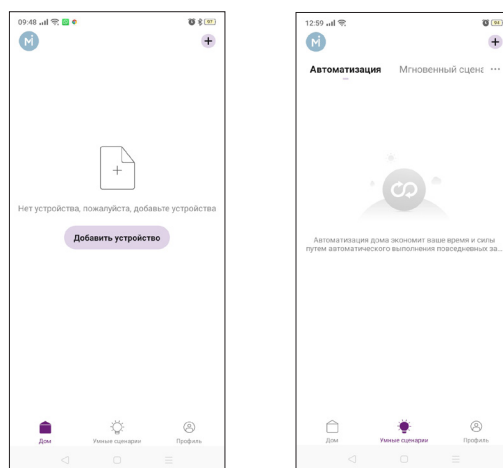 09:48
Нет устройства, пожалуйста, добавьте устройства
Добавить устройство
Дом
Умные сценарии
Профиль
12:59
Автоматизация
Мгновенный сцена ...
Автоматизация дома экономит ваше время и силы
путем автоматического выполнения повседневных за...
Дом
Умные сценарии
Профиль